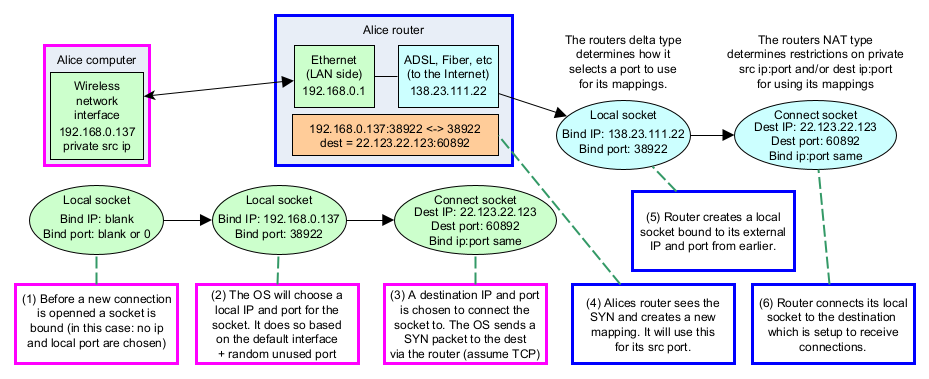 Alice computer
Wireless
network
interface
192.168.0.137
private src ip
Alice router
Ethernet
(LAN side)
192.168.0.1
ADSL, Fiber, etc
(to the Internet)
138.23.111.22
192.168.0.137:38922 <-> 38922
dest = 22.123.22.123:60892
The routers delta type
determines how it
selects a port to use
for its mappings.
The routers NAT type
determines restrictions on private
src ip:port and/or dest ip:port
for using its mappings
Local socket
Bind IP: 138.23.111.22
Bind port: 38922
Connect socket
Dest IP: 22.123.22.123
Dest port: 60892
Bind ip:port same
Local socket
Bind IP: blank
Bind port: blank or 0
Local socket
Bind IP: 192.168.0.137
Bind port: 38922
Connect socket
Dest IP: 22.123.22.123
Dest port: 60892
Bind ip:port same
(5) Router creates a local
socket bound to its external
IP and port from earlier.
(1) Before a new connection
is openned a socket is
bound (in this case: no ip
and local port are chosen)
(2) The OS will choose a
local IP and port for the
socket. It does so based
on the default interface
+ random unused port
(3) A destination IP and port
is chosen to connect the
socket to. The OS sends a
SYN packet to the dest
via the router (assume TCP)
(4) Alices router sees the
SYN and creates a new
mapping. It will use this
for its src port.
(6) Router connects its local
socket to the destination
which is setup to receive
connections.